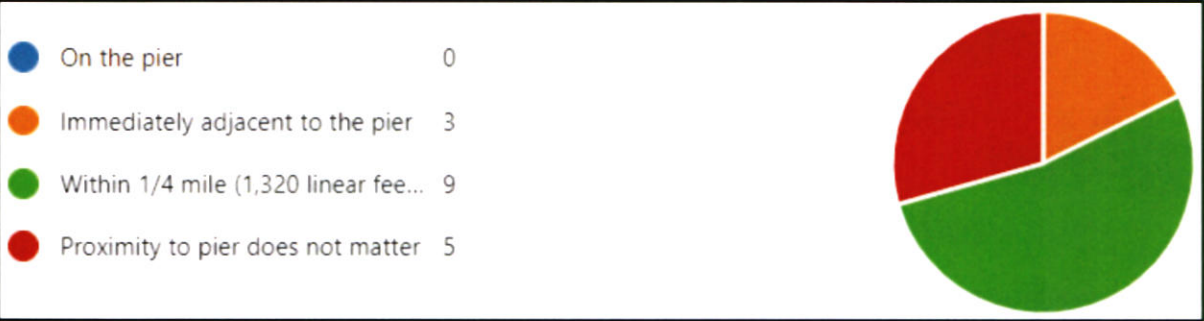 On the pier 0
Immediately adjacent to the pier 3
Within 1/4 mile (1,320 linear fee... 9
Proximity to pier does not matter 5